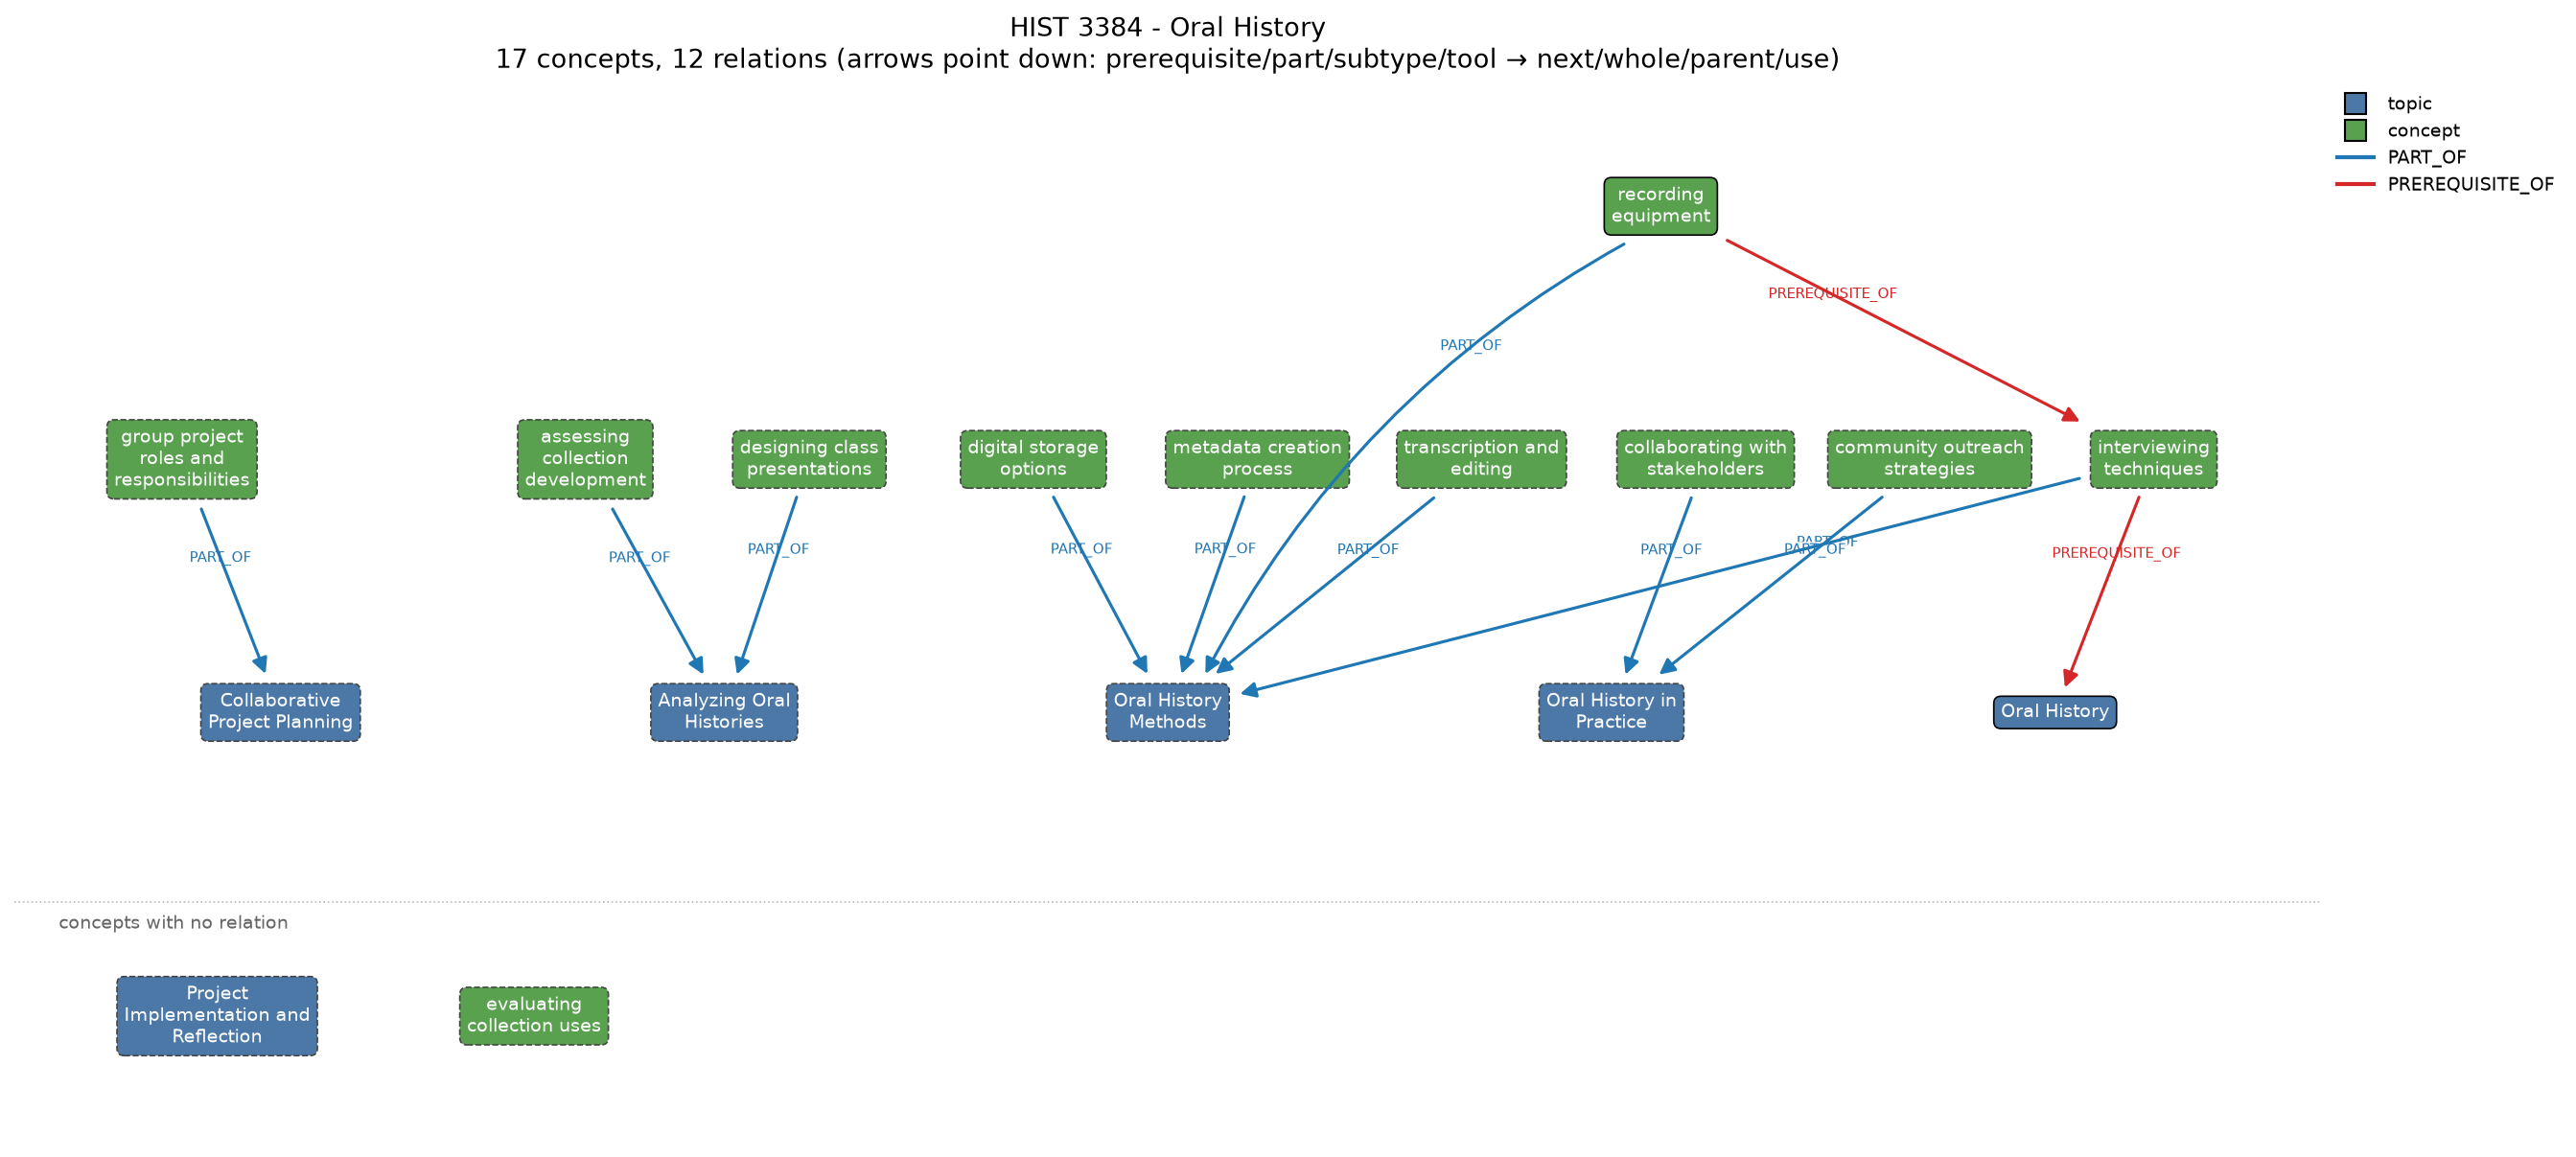 HIST 3384 - Oral History
17 concepts, 12 relations (arrows point down: prerequisite/part/subtype/tool → next/whole/parent/use)
topic
concept
PART_OF
PREREQUISITE_OF
recording
equipment
PREREQUISITE_OF
PART_OF
group project
roles and
responsibilities
assessing
collection
development
designing class
presentations
digital storage
options
metadata creation
process
transcription and
editing
collaborating with
stakeholders
community outreach
strategies
interviewing
techniques
PART_OF
PART_OF
PART_OF
PART_OF
PART_OF
PART_OF
PART_OF
PART_OF
PART_OF
PREREQUISITE_OF
Collaborative
Project Planning
Analyzing Oral
Histories
Oral History
Methods
Oral History in
Practice
Oral History
concepts with no relation
Project
Implementation and
Reflection
evaluating
collection uses